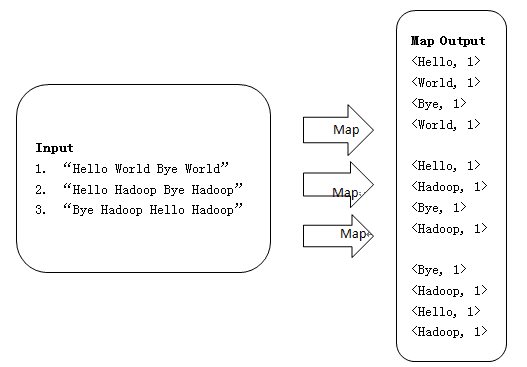 Input
1. “Hello World Bye World”
2. “Hello Hadoop Bye Hadoop”
3. “Bye Hadoop Hello Hadoop”
Map
Map
Map
Map Output
<Hello, 1>
<World, 1>
<Bye, 1>
<World, 1>
<Hello, 1>
<Hadoop, 1>
<Bye, 1>
<Hadoop, 1>
<Bye, 1>
<Hadoop, 1>
<Hello, 1>
<Hadoop, 1>